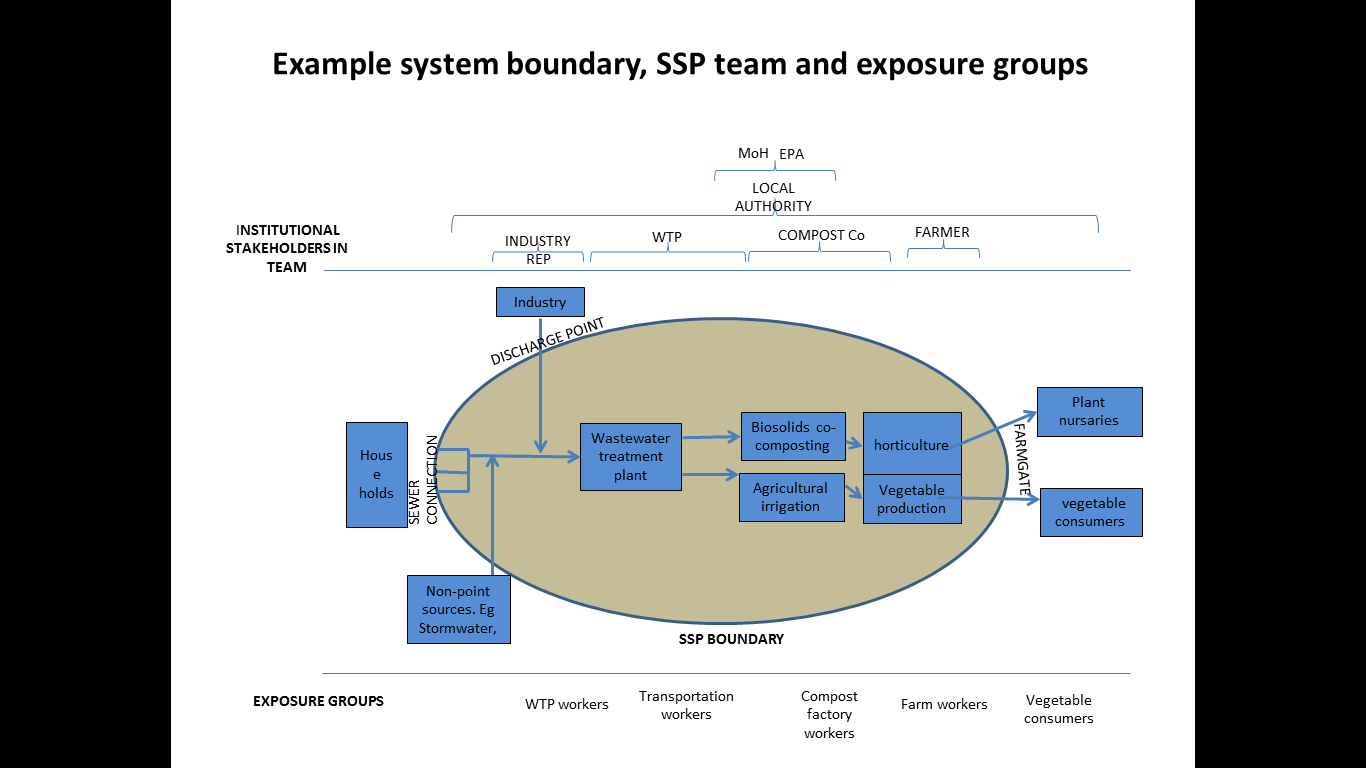 Example system boundary, SSP team and exposure groups
MoH EPA
LOCAL
AUTHORITY
INSTITUTIONAL
STAKEHOLDERS IN
TEAM
INDUSTRY
REP
WTP
COMPOST Co
FARMER
Industry
DISCHARGE POINT
Hous
e
holds
SEWER
CONNECTION
Wastewater
treatment
plant
Biosolids co-
composting
horticulture
Agricultural
irrigation
Vegetable
production
Plant
nursaries
FARMGATE
vegetable
consumers
Non-point
sources. Eg
Stormwater,
SSP BOUNDARY
EXPOSURE GROUPS
WTP workers
Transportation
workers
Compost
factory
workers
Farm workers
Vegetable
consumers